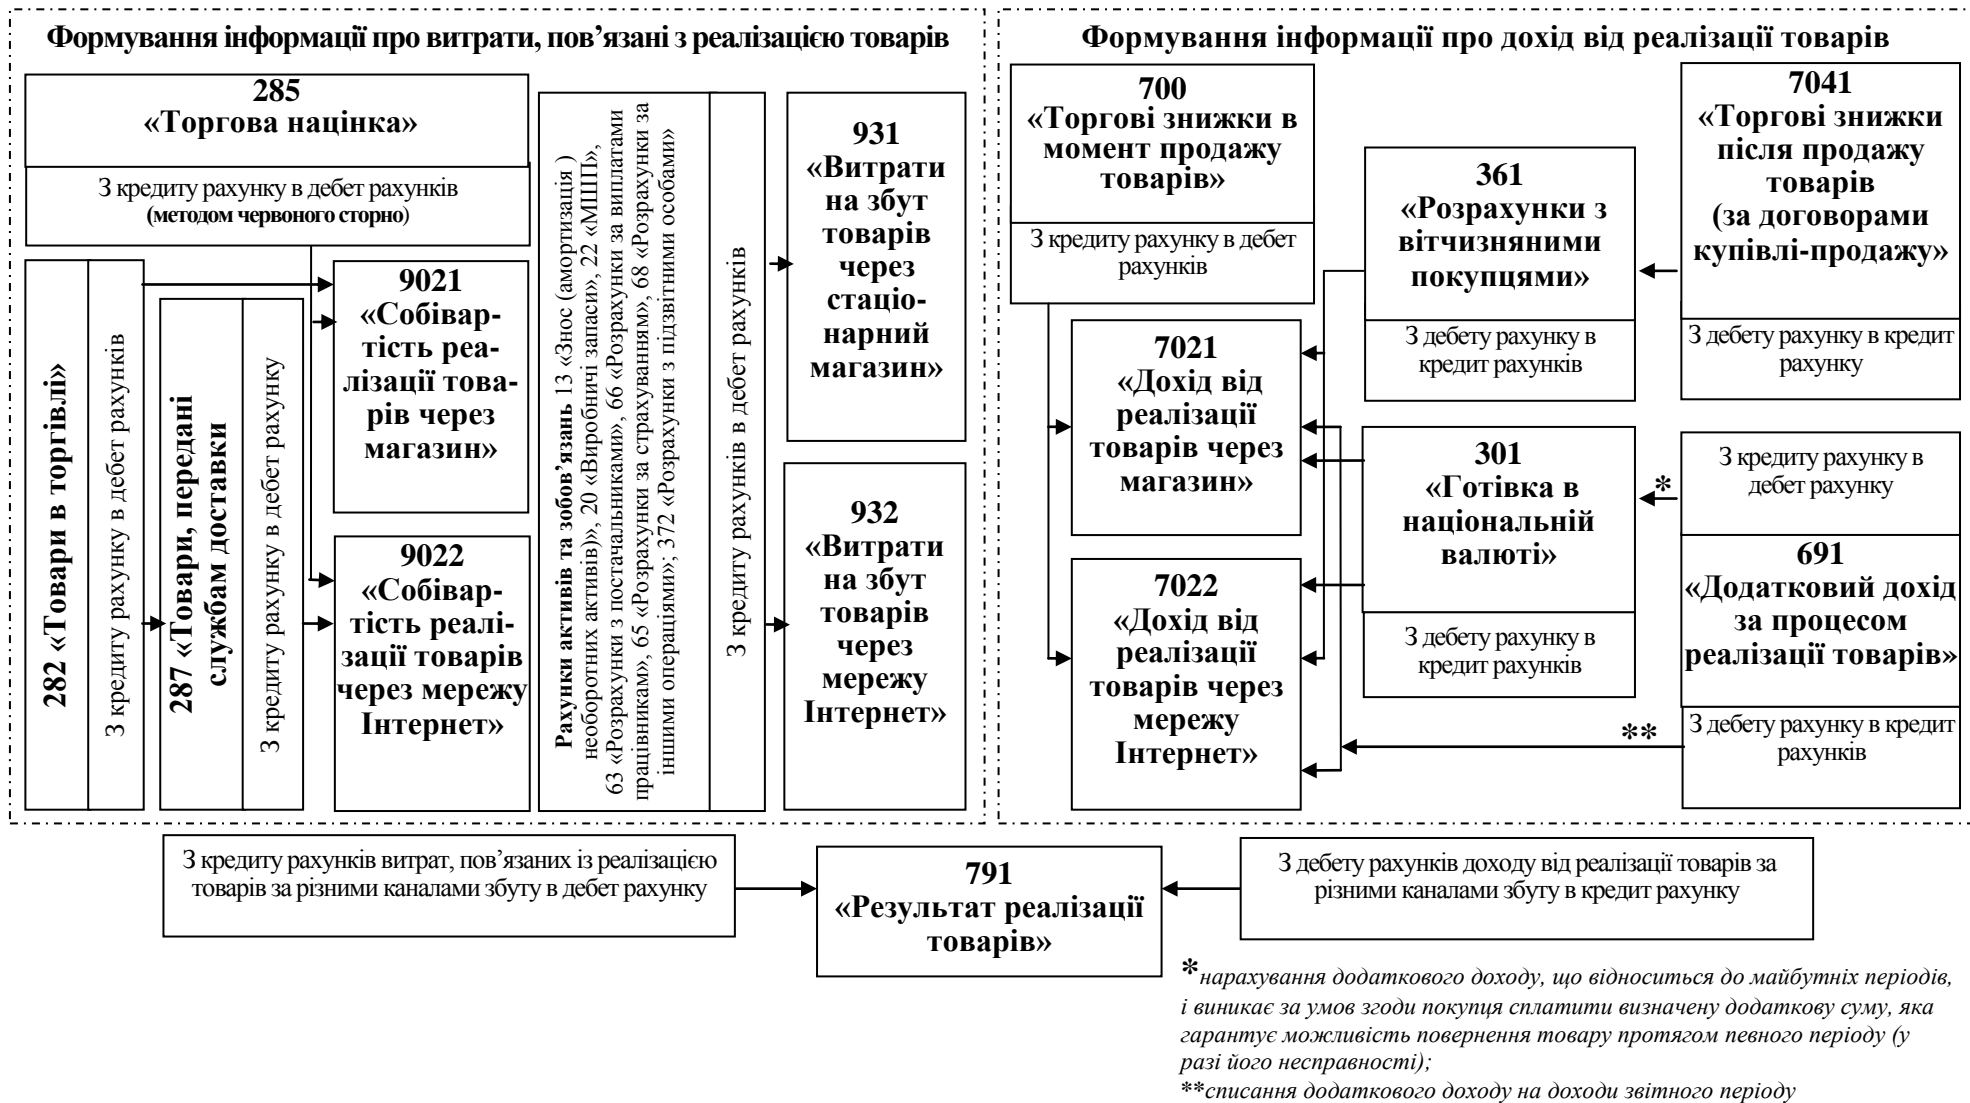 Формування інформації про витрати, пов’язані з реалізацією товарів
285
«Торгова націнка»
З кредиту рахунку в дебет рахунків
(методом червоного сторно)
282 «Товари в торгівлі»
З кредиту рахунку в дебет рахунків
287 «Товари, передані
службам доставки
З кредиту рахунку в дебет рахунку
9021
«Собівар-
тість реа-
лізації това-
рів через
магазин»
9022
«Собівар-
тість реалі-
зації товарів
через мережу
Інтернет»
Рахунки активів та зобов’язань 13 «Знос (амортизація )
необоротних активів)», 20 «Виробничі запаси», 22 «МШП»,
63 «Розрахунки з постачальниками», 66 «Розрахунки за виплатами
працівникам», 65 «Розрахунки за страхуванням», 68 «Розрахунки за
іншими операціями»; 372 «Розрахунки з підзвітними особами»
З кредиту рахунків в дебет рахунків
931
«Витрати
на збут
товарів
через
стаціо-
нарний
магазин»
932
«Витрати
на збут
товарів
через
мережу
Інтернет»
Формування інформації про дохід від реалізації товарів
700
«Торгові знижки в
момент продажу
товарів»
З кредиту рахунку в дебет
рахунків
7021
«Дохід від
реалізації
товарів через
магазин»
7022
«Дохід від
реалізації
товарів через
мережу
Інтернет»
361
«Розрахунки з
вітчизняними
покупцями»
З дебету рахунку в
кредит рахунків
301
«Готівка в
національній
валюті»
З дебету рахунку в
кредит рахунків
7041
«Торгові знижки
після продажу
товарів
(за договорами
купівлі-продажу»
З дебету рахунку в кредит
рахунку
*
З кредиту рахунку в
дебет рахунку
691
«Додатковий дохід
за процесом
реалізації товарів»
**
З дебету рахунку в кредит
рахунків
З кредиту рахунків витрат, пов’язаних із реалізацією
товарів за різними каналами збуту в дебет рахунку
791
«Результат реалізації
товарів»
З дебету рахунків доходу від реалізації товарів за
різними каналами збуту в кредит рахунку
*нарахування додаткового доходу, що відноситься до майбутніх періодів,
і виникає за умов згоди покупця сплатити визначену додаткову суму, яка
гарантує можливість повернення товару протягом певного періоду (у
разі його несправності);
**списання додаткового доходу на доходи звітного періоду